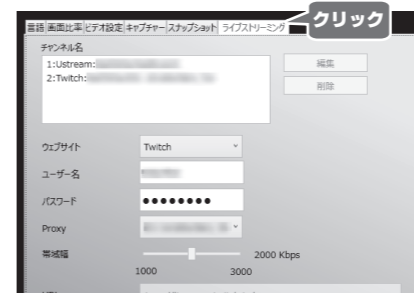 クリック
言語 画面比率 ビデオ設定 キャプチャー スナップショット ライブストリーミング
チャンネル名
1:Ustream:
2:Twitch:
編集
削除
ウェブサイト Twitch
ユーザー名
パスワード ●●●●●●●●
Proxy
帯域幅 2000 Kbps
1000 3000